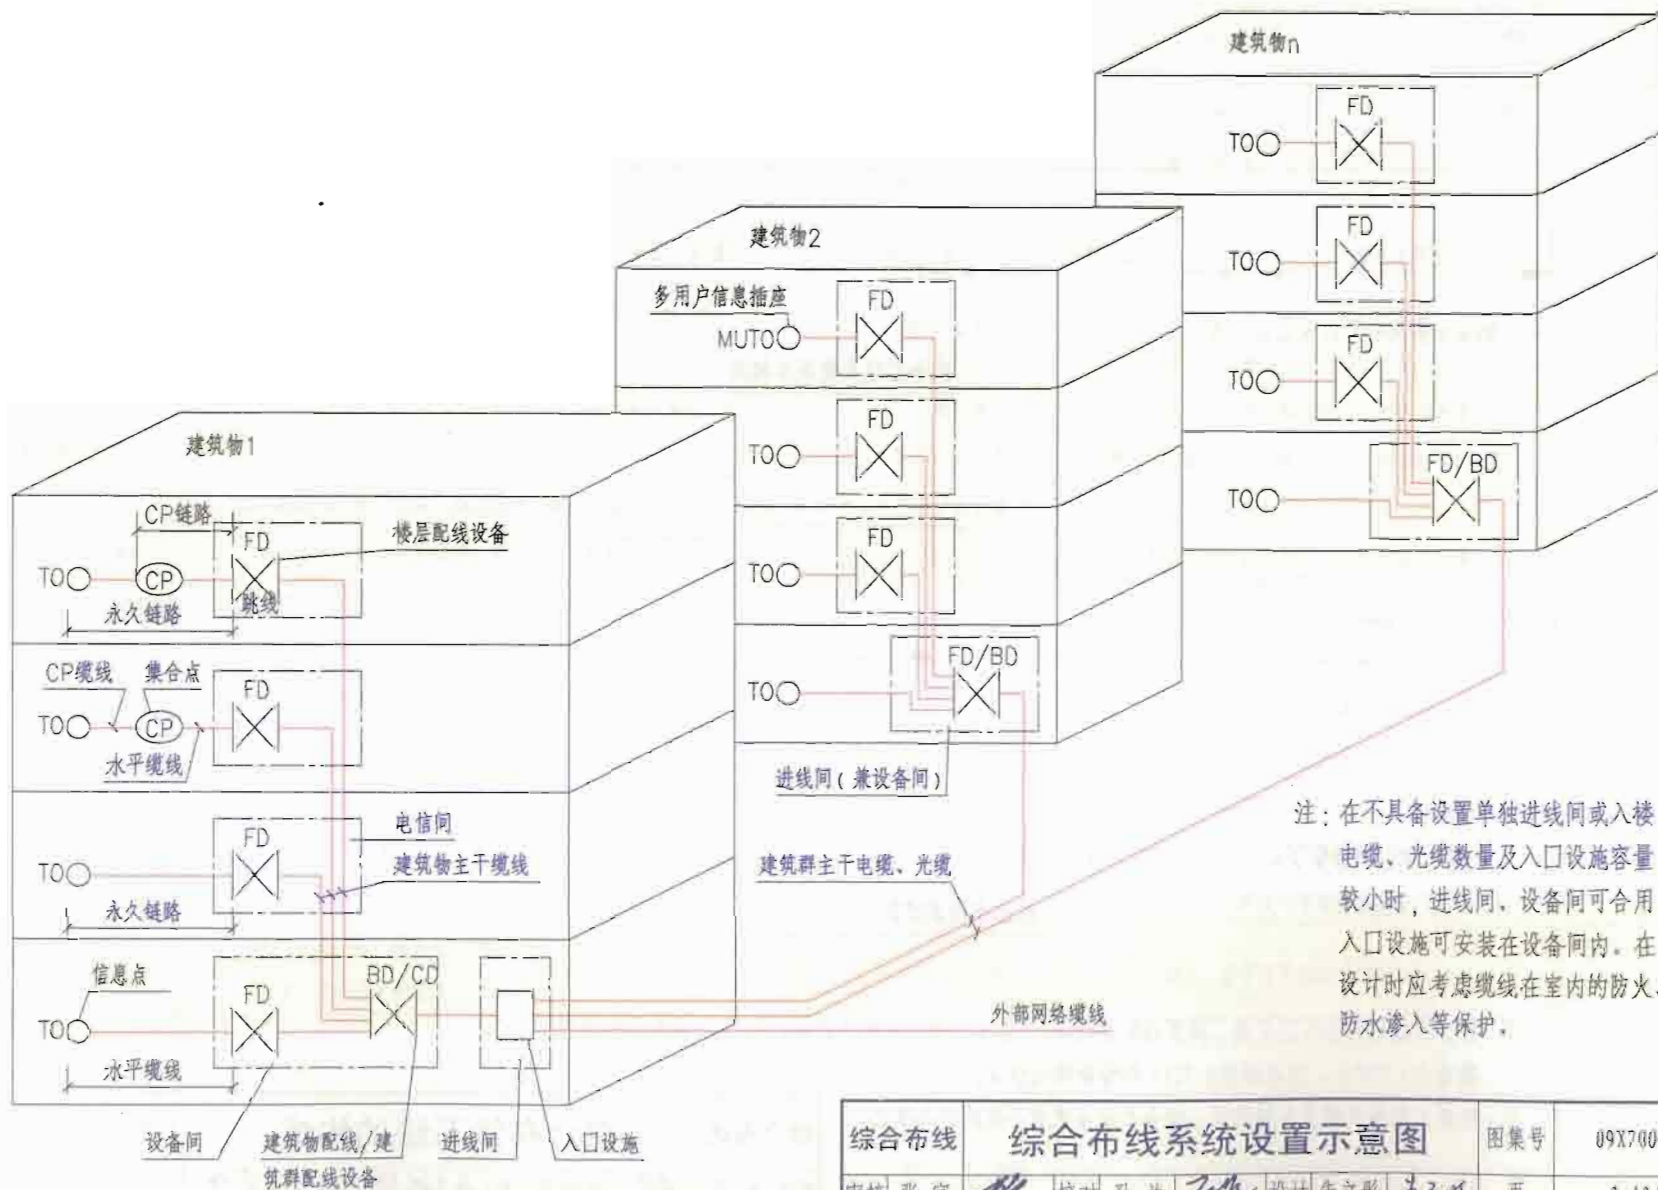 建筑物n
FD
TO
FD
TO
FD
TO
FD/BD
TO
建筑物2
多用户信息插座
FD
MUTO
FD
TO
FD
TO
FD/BD
TO
进线间(兼设备间)
建筑群主干电缆、光缆
外部网络缆线
建筑物1
CP链路
FD
楼层配线设备
TO
CP
跳线
永久链路
CP缆线
集合点
FD
TO
CP
水平缆线
FD
电信间
TO
建筑物主干缆线
永久链路
信息点
FD
BD/CD
TO
水平缆线
设备间
建筑物配线/建
筑群配线设备
进线间
入口设施
注:在不具备设置单独进线间或入楼
电缆、光缆数量及入口设施容量
较小时,进线间、设备间可合用
入口设施可安装在设备间内。在
设计时应考虑缆线在室内的防火、
防水渗入等保护。
综合布线
综合布线系统设置示意图
图集号
09X700